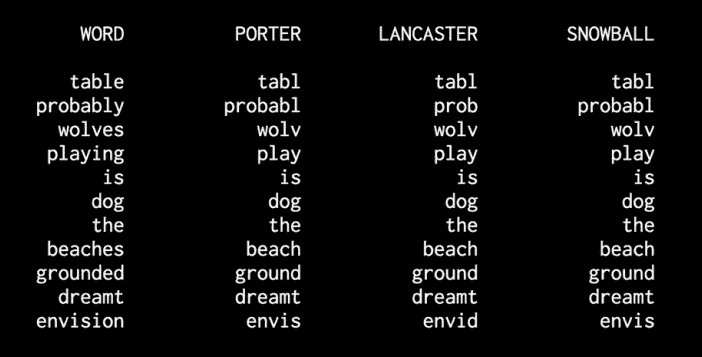 WORD PORTER LANCASTER SNOWBALL
table tabl tabl tabl
probably probabl prob probabl
wolves wolv wolv wolv
playing play play play
is is is is
dog dog dog dog
the the the the
beaches beach beach beach
grounded ground ground ground
dreamt dreamt dreamt dreamt
envision envis envid envis